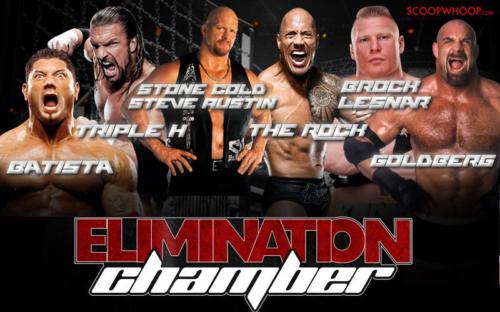 SCOOPWHOOP.COM
STONE COLD
STEVE AUSTIN
BROCK
LESNAR
TRIPLE H
THE ROCK
BATISTA
GOLDBERG
ELIMINATION
CHAMBER